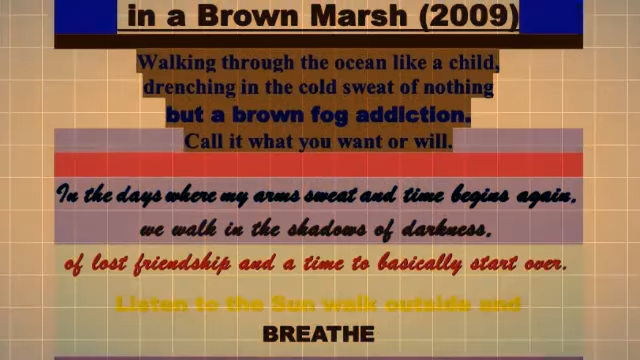 in a Brown Marsh (2009)
Walking through the ocean like a child,
drenching in the cold sweat of nothing
but a brown fog addiction.
Call it what you want or will.
In the days where my arms sweat and time begins again,
we walk in the shadows of darkness,
of lost friendship and a time to basically start over.
Listen to the Sun walk outside and
BREATHE